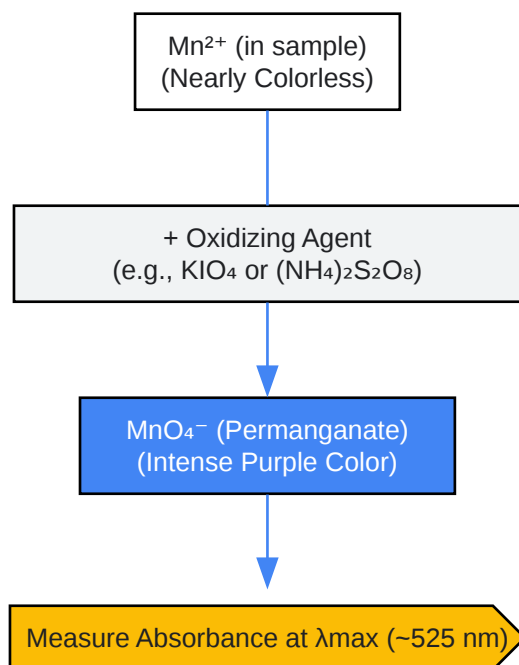 Mn²⁺ (in sample)
(Nearly Colorless)
+ Oxidizing Agent
(e.g., KIO₄ or (NH₄)₂S₂O₈)
MnO₄⁻ (Permanganate)
(Intense Purple Color)
Measure Absorbance at λmax (~525 nm)